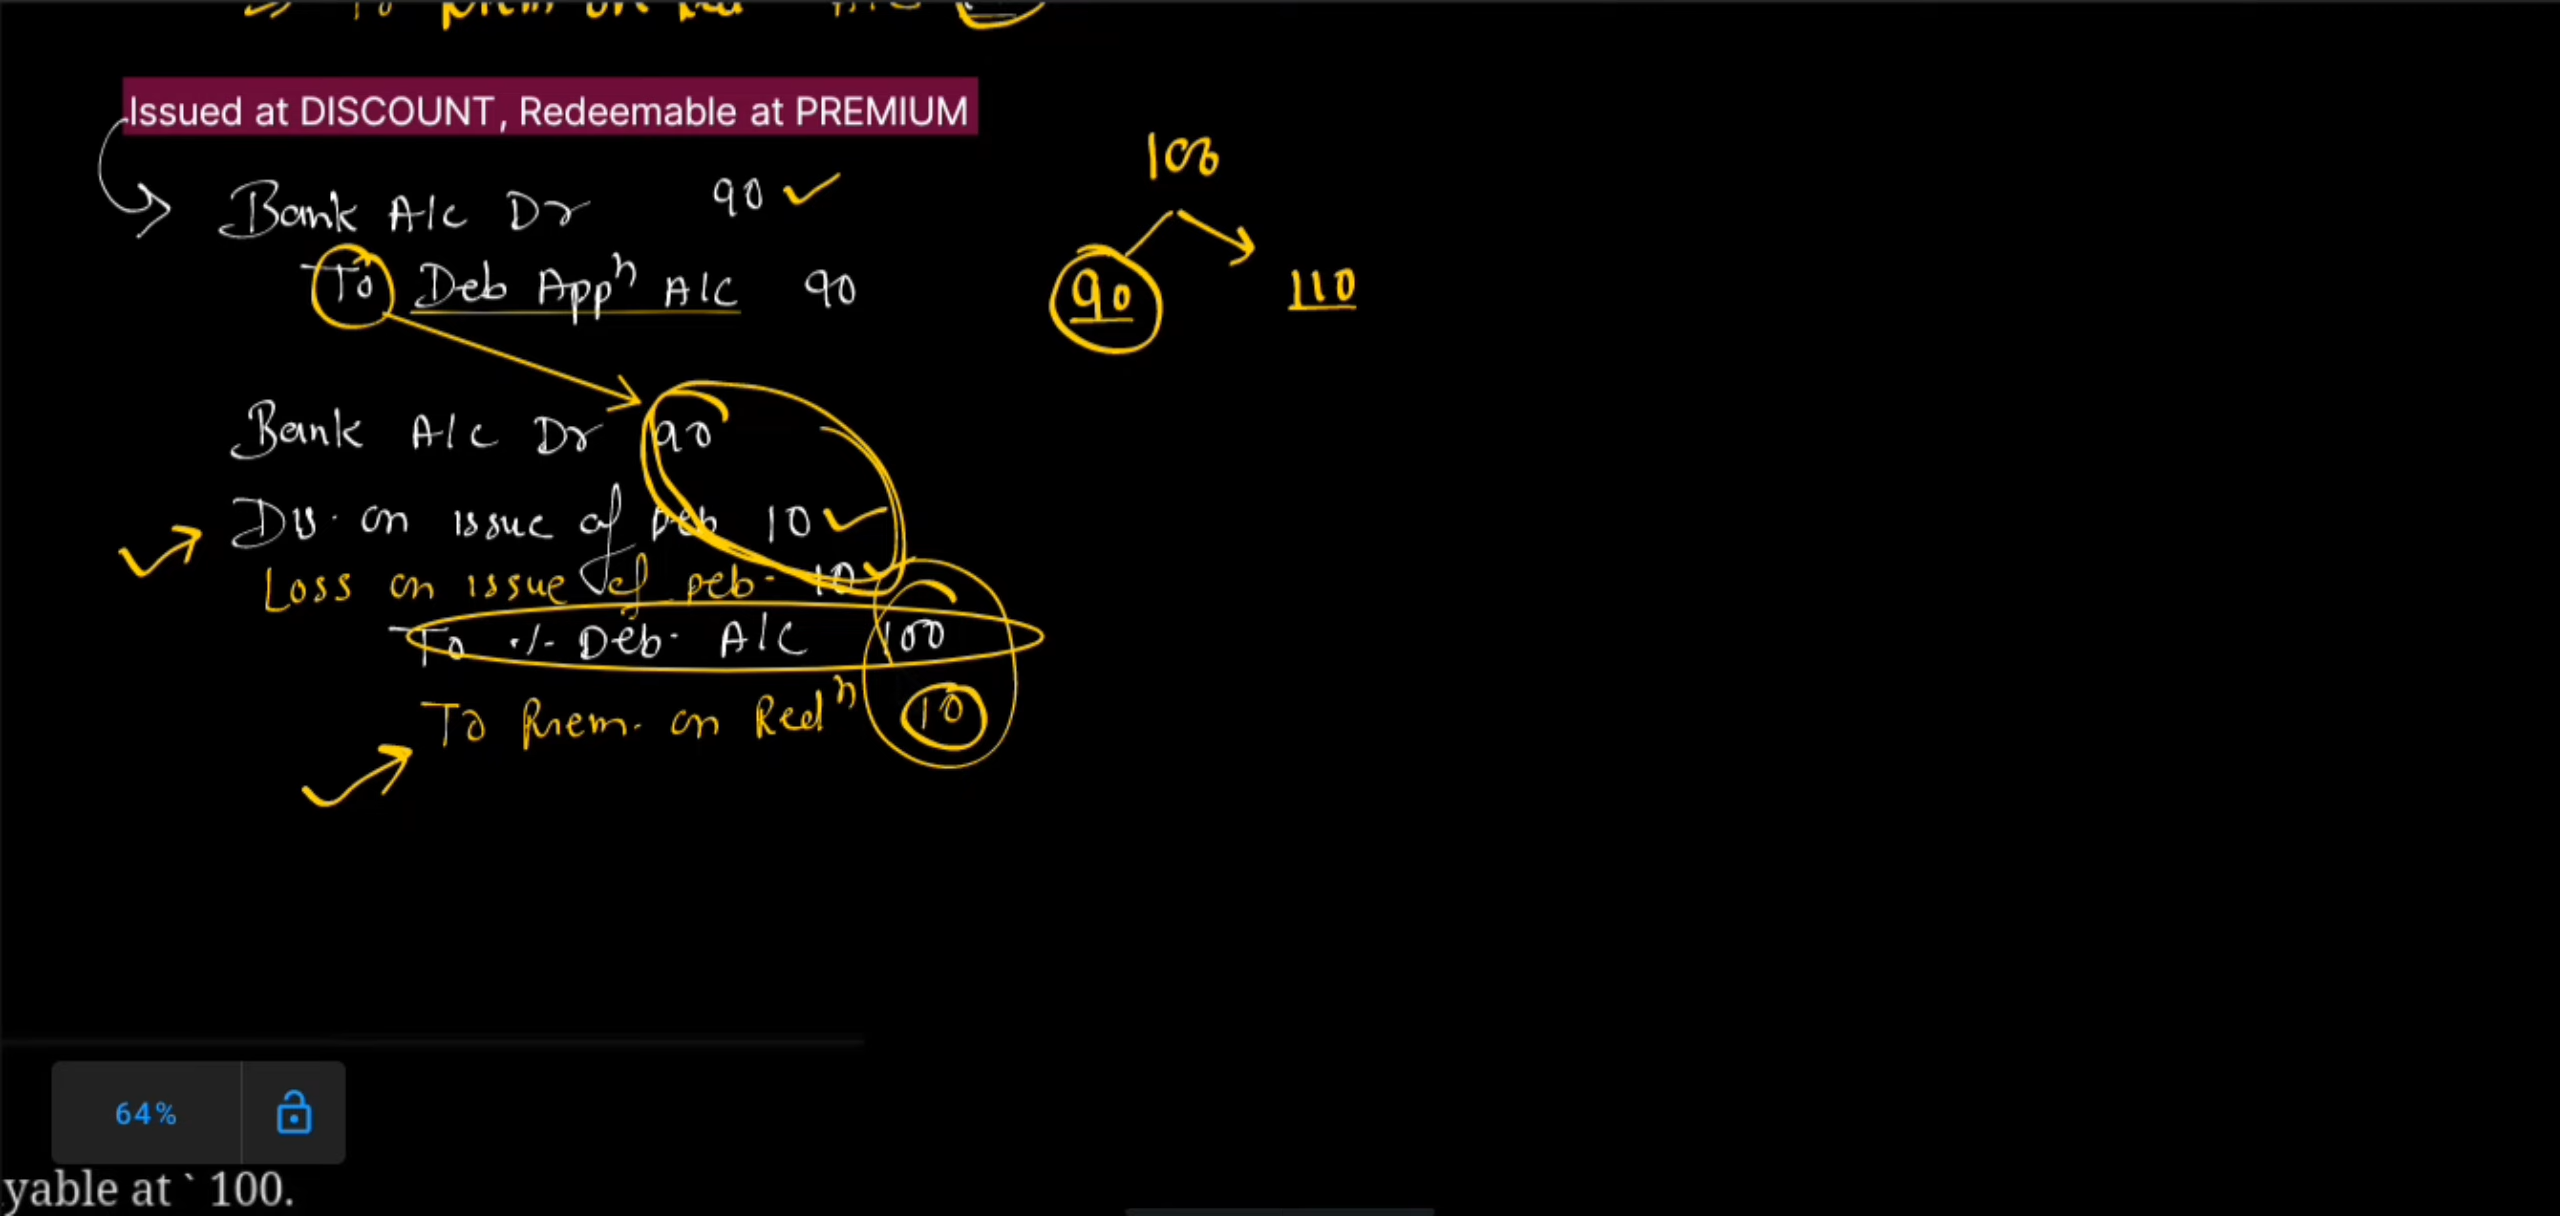 Issued at DISCOUNT, Redeemable at PREMIUM
100
Bank A/c Dr 90
90 110
To Deb Appⁿ A/C 90
Bank A/c Dr 90
Dis. on issue of Deb 10
Loss on issue of Deb. 10
To ./- Deb. A/C 100
To Prem. on Redⁿ 10
64%
yable at ` 100.